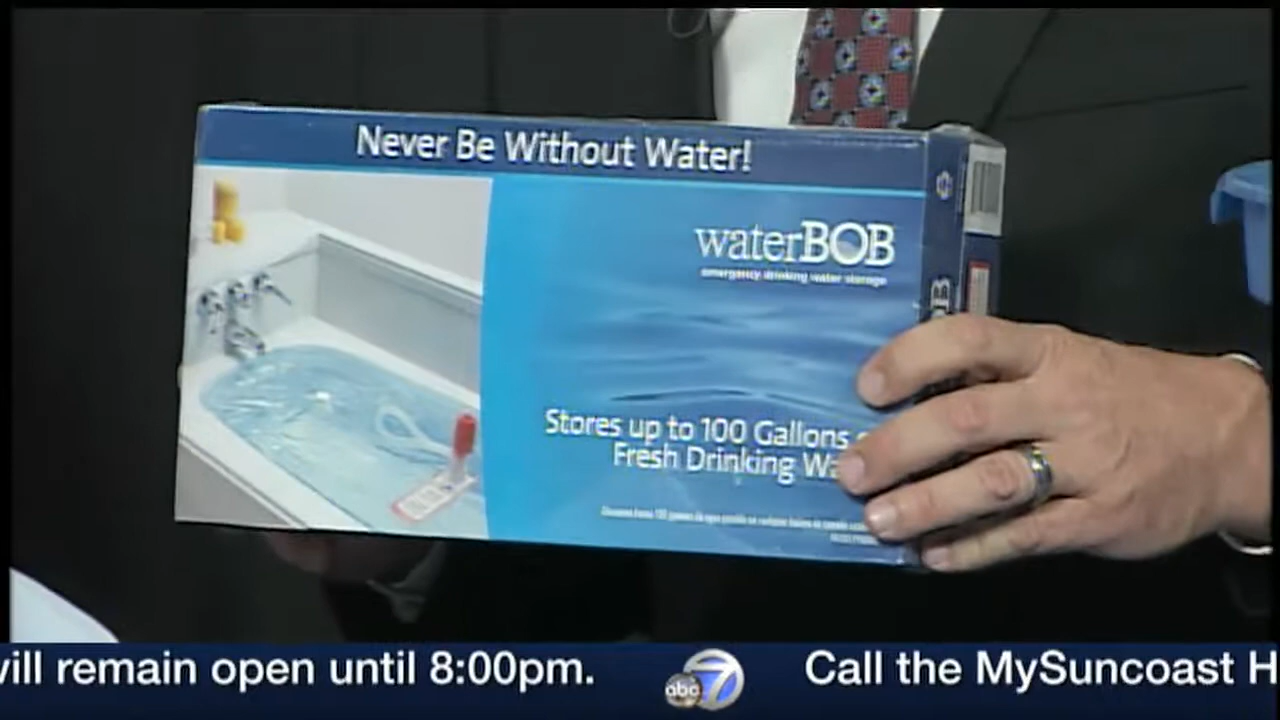 Never Be Without Water!
waterBOB
emergency drinking water storage
Stores up to 100 Gallons
Fresh Drinking
will remain open until 8:00pm.
abc 7
Call the MySuncoast H